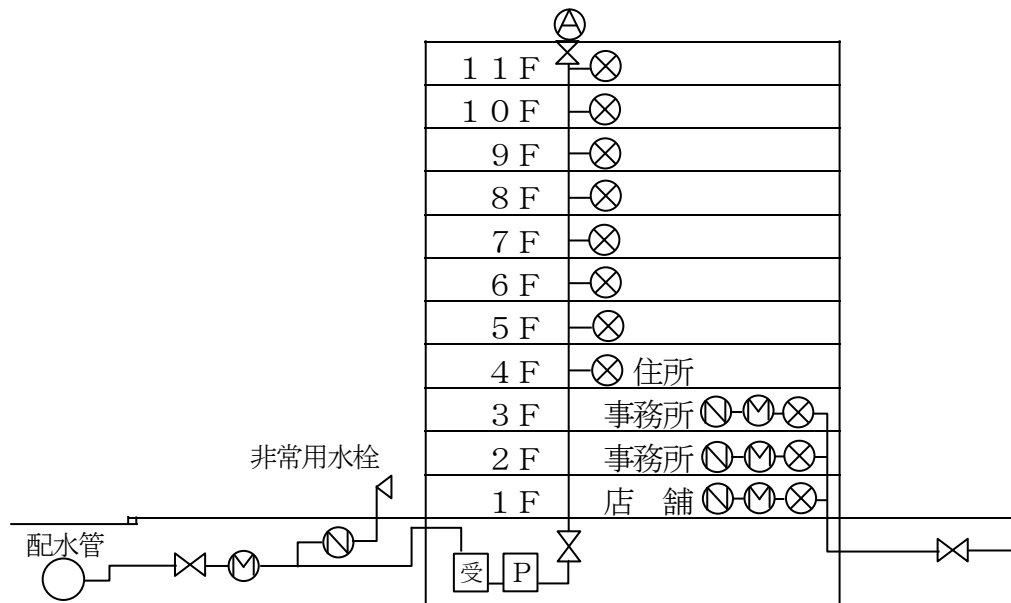 A
11F
10F
9F
8F
7F
6F
5F
4F 住所
3F 事務所 N M
2F 事務所 N M
非常用水栓
1F 店 舗 N M
配水管
N
M
受 P